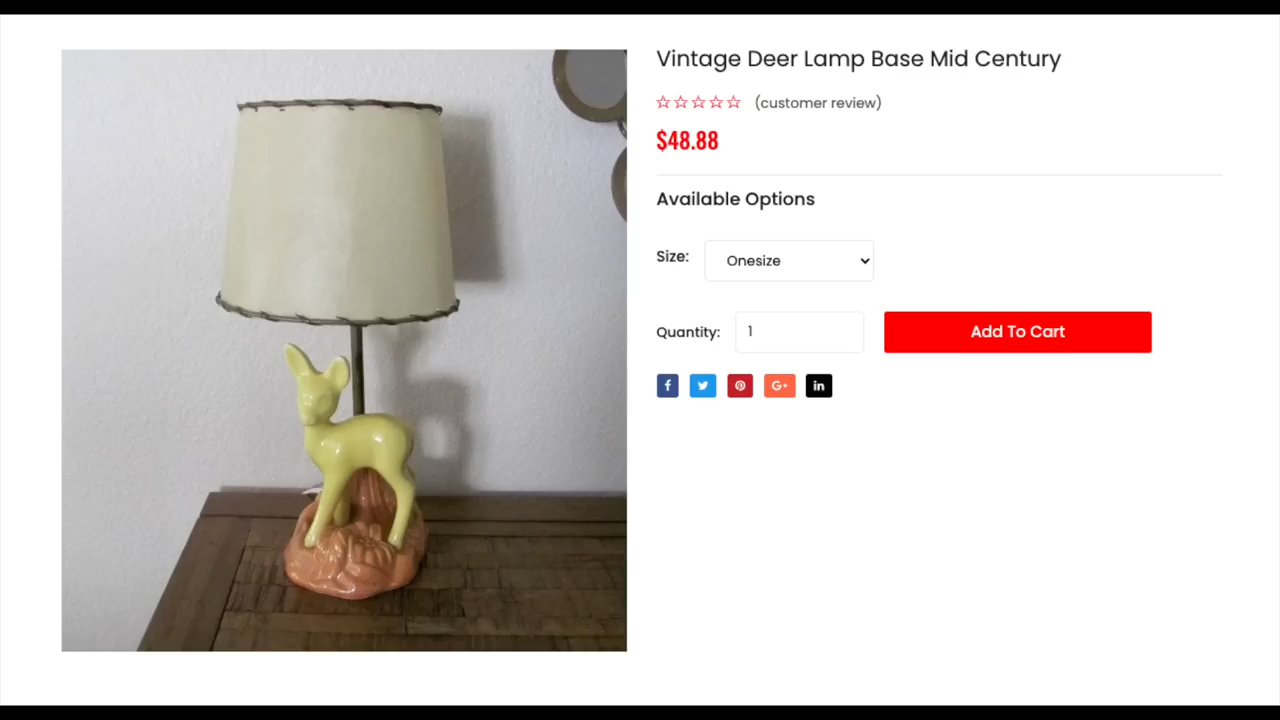 Vintage Deer Lamp Base Mid Century
☆☆☆☆☆ (customer review)
$48.88
Available Options
Size: Onesize
Quantity: 1 Add To Cart
f G+ in